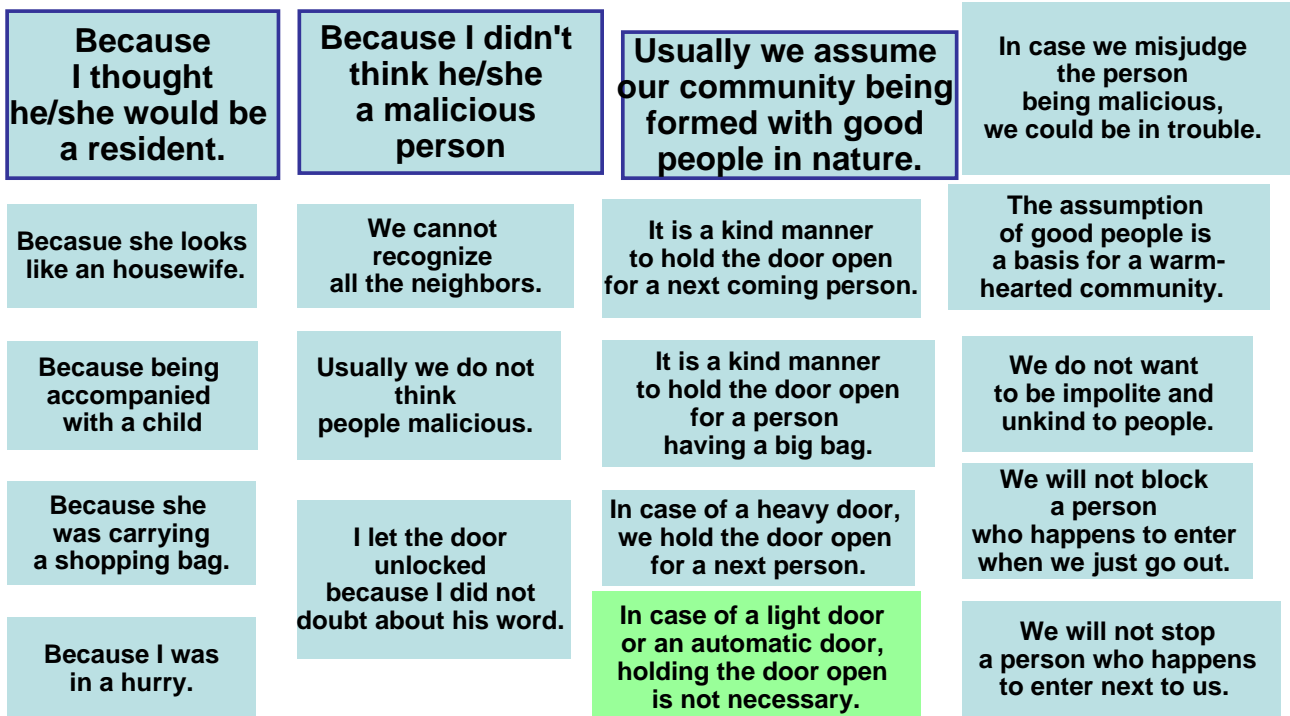 Because
I thought
he/she would be
a resident.
Because I didn't
think he/she
a malicious
person
Usually we assume
our community being
formed with good
people in nature.
In case we misjudge
the person
being malicious,
we could be in trouble.
Becasue she looks
like an housewife.
We cannot
recognize
all the neighbors.
It is a kind manner
to hold the door open
for a next coming person.
The assumption
of good people is
a basis for a warm-
hearted community.
Because being
accompanied
with a child
Usually we do not
think
people malicious.
It is a kind manner
to hold the door open
for a person
having a big bag.
We do not want
to be impolite and
unkind to people.
Because she
was carrying
a shopping bag.
I let the door
unlocked
because I did not
doubt about his word.
In case of a heavy door,
we hold the door open
for a next person.
We will not block
a person
who happens to enter
when we just go out.
Because I was
in a hurry.
In case of a light door
or an automatic door,
holding the door open
is not necessary.
We will not stop
a person who happens
to enter next to us.